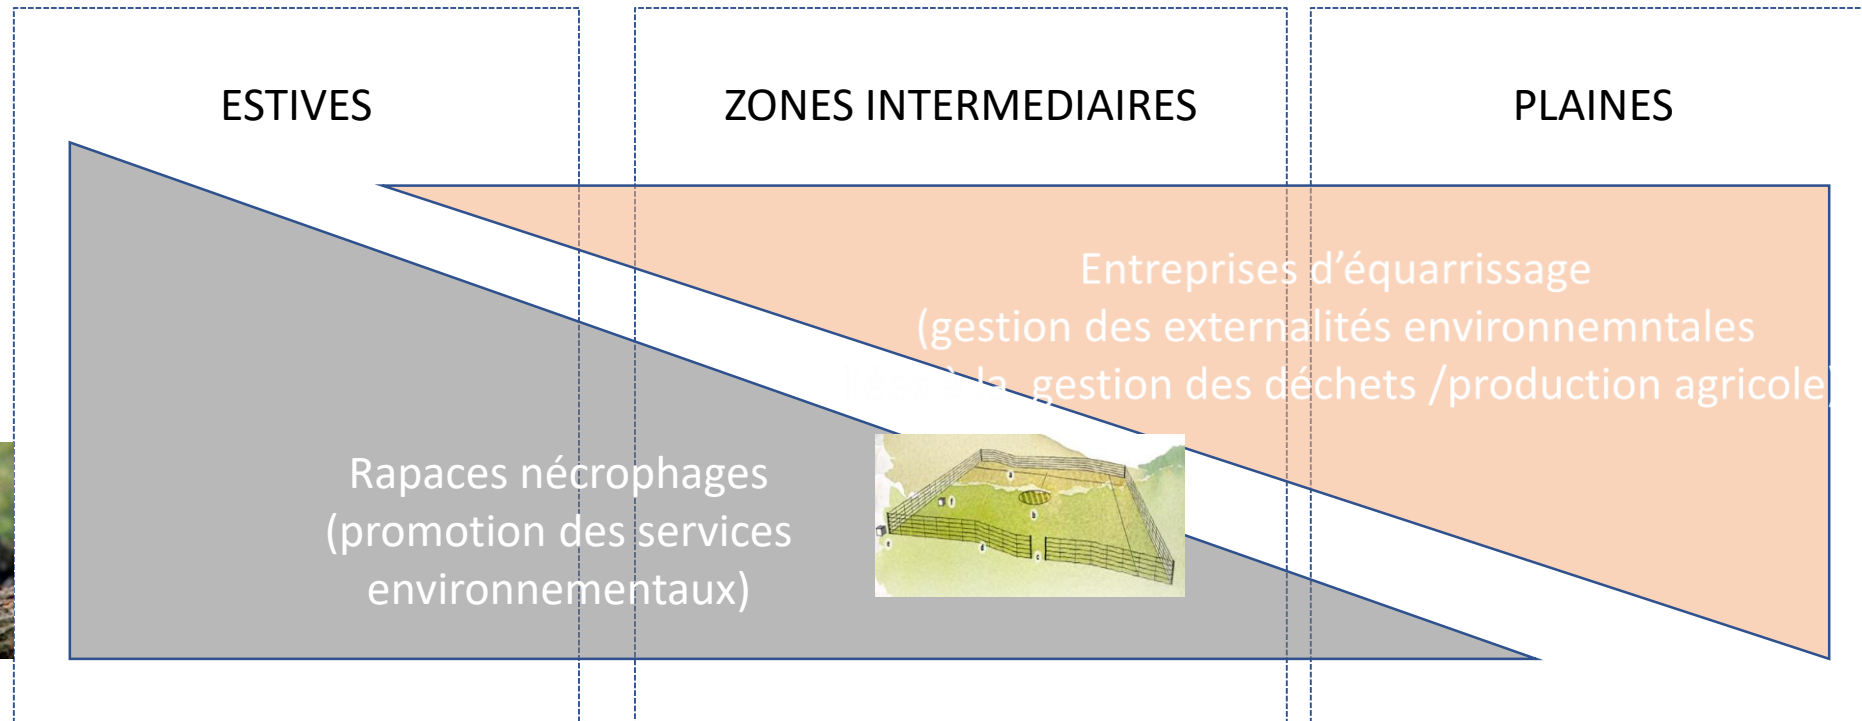 ESTIVES
ZONES INTERMEDIAIRES
PLAINES
Entreprises d’équarrissage
(gestion des externalités environnemntales
à la gestion des déchets /production agricole)
Rapaces nécrophages
(promotion des services
environnementaux)